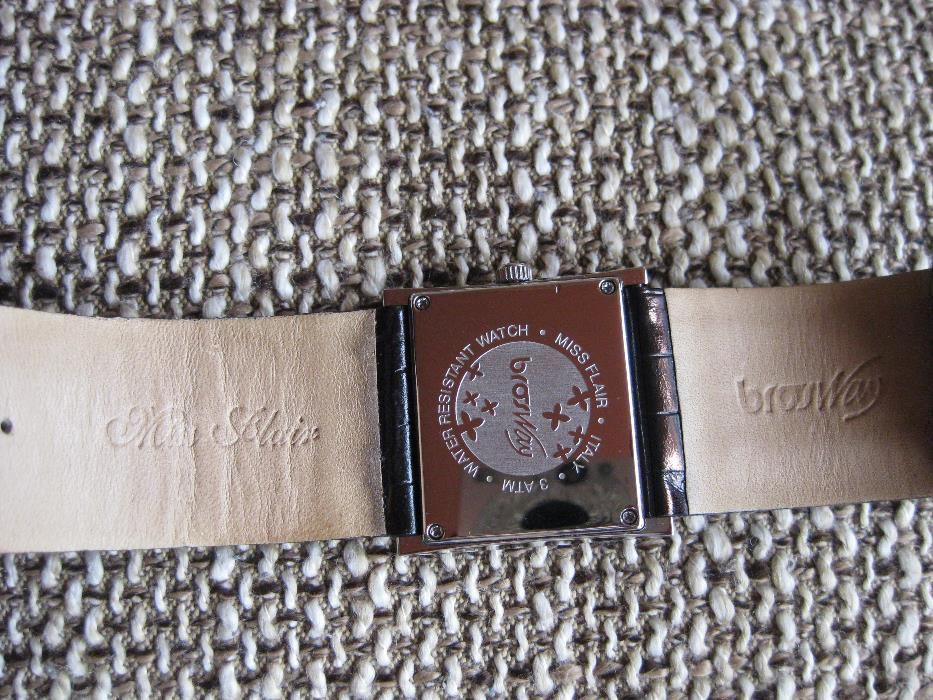 Miss Flair
WATER RESISTANT WATCH • MISS FLAIR • ITALY • 3 ATM •
brosWay
brosWay